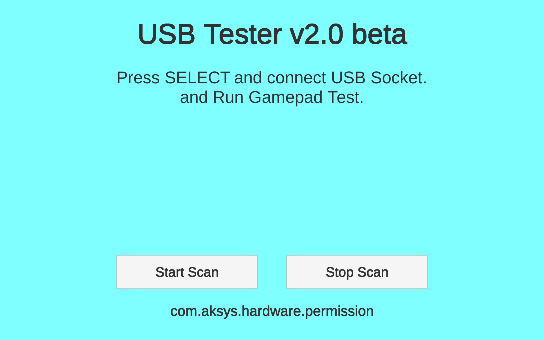 USB Tester v2.0 beta
Press SELECT and connect USB Socket.
and Run Gamepad Test.
Start Scan
Stop Scan
com.aksys.hardware.permission